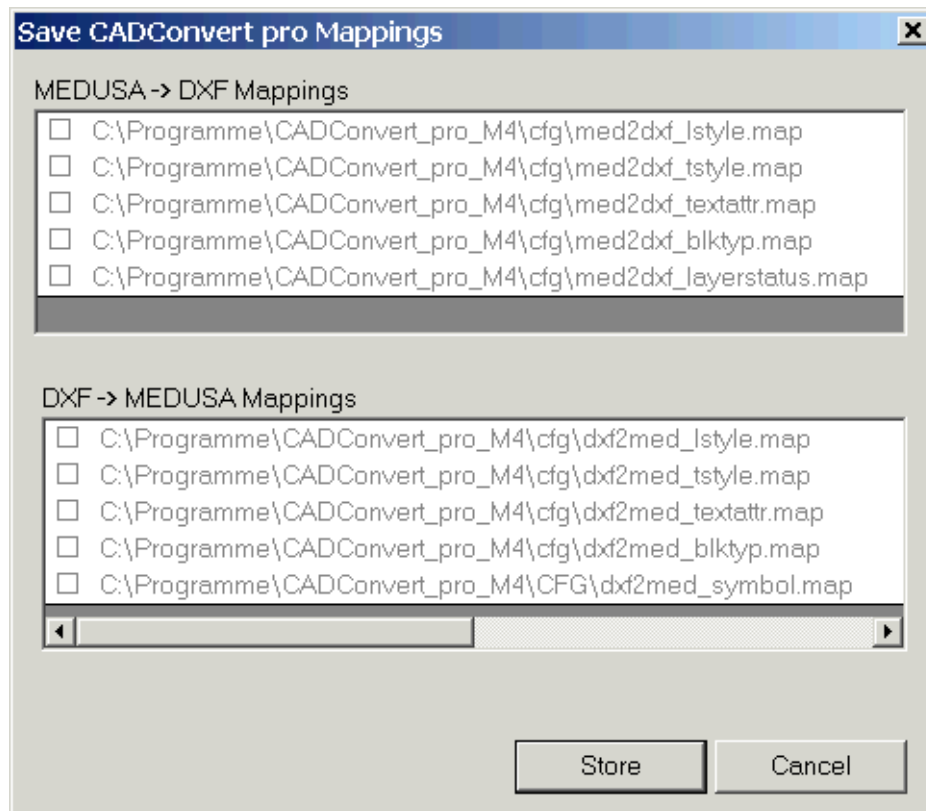 Save CADConvert pro Mappings
MEDUSA -> DXF Mappings
C:\Programme\CADConvert_pro_M4\cfg\med2dxf_lstyle.map
C:\Programme\CADConvert_pro_M4\cfg\med2dxf_tstyle.map
C:\Programme\CADConvert_pro_M4\cfg\med2dxf_textattr.map
C:\Programme\CADConvert_pro_M4\cfg\med2dxf_blktyp.map
C:\Programme\CADConvert_pro_M4\cfg\med2dxf_layerstatus.map
DXF -> MEDUSA Mappings
C:\Programme\CADConvert_pro_M4\cfg\dxf2med_lstyle.map
C:\Programme\CADConvert_pro_M4\cfg\dxf2med_tstyle.map
C:\Programme\CADConvert_pro_M4\cfg\dxf2med_textattr.map
C:\Programme\CADConvert_pro_M4\cfg\dxf2med_blktyp.map
C:\Programme\CADConvert_pro_M4\CFG\dxf2med_symbol.map
Store Cancel